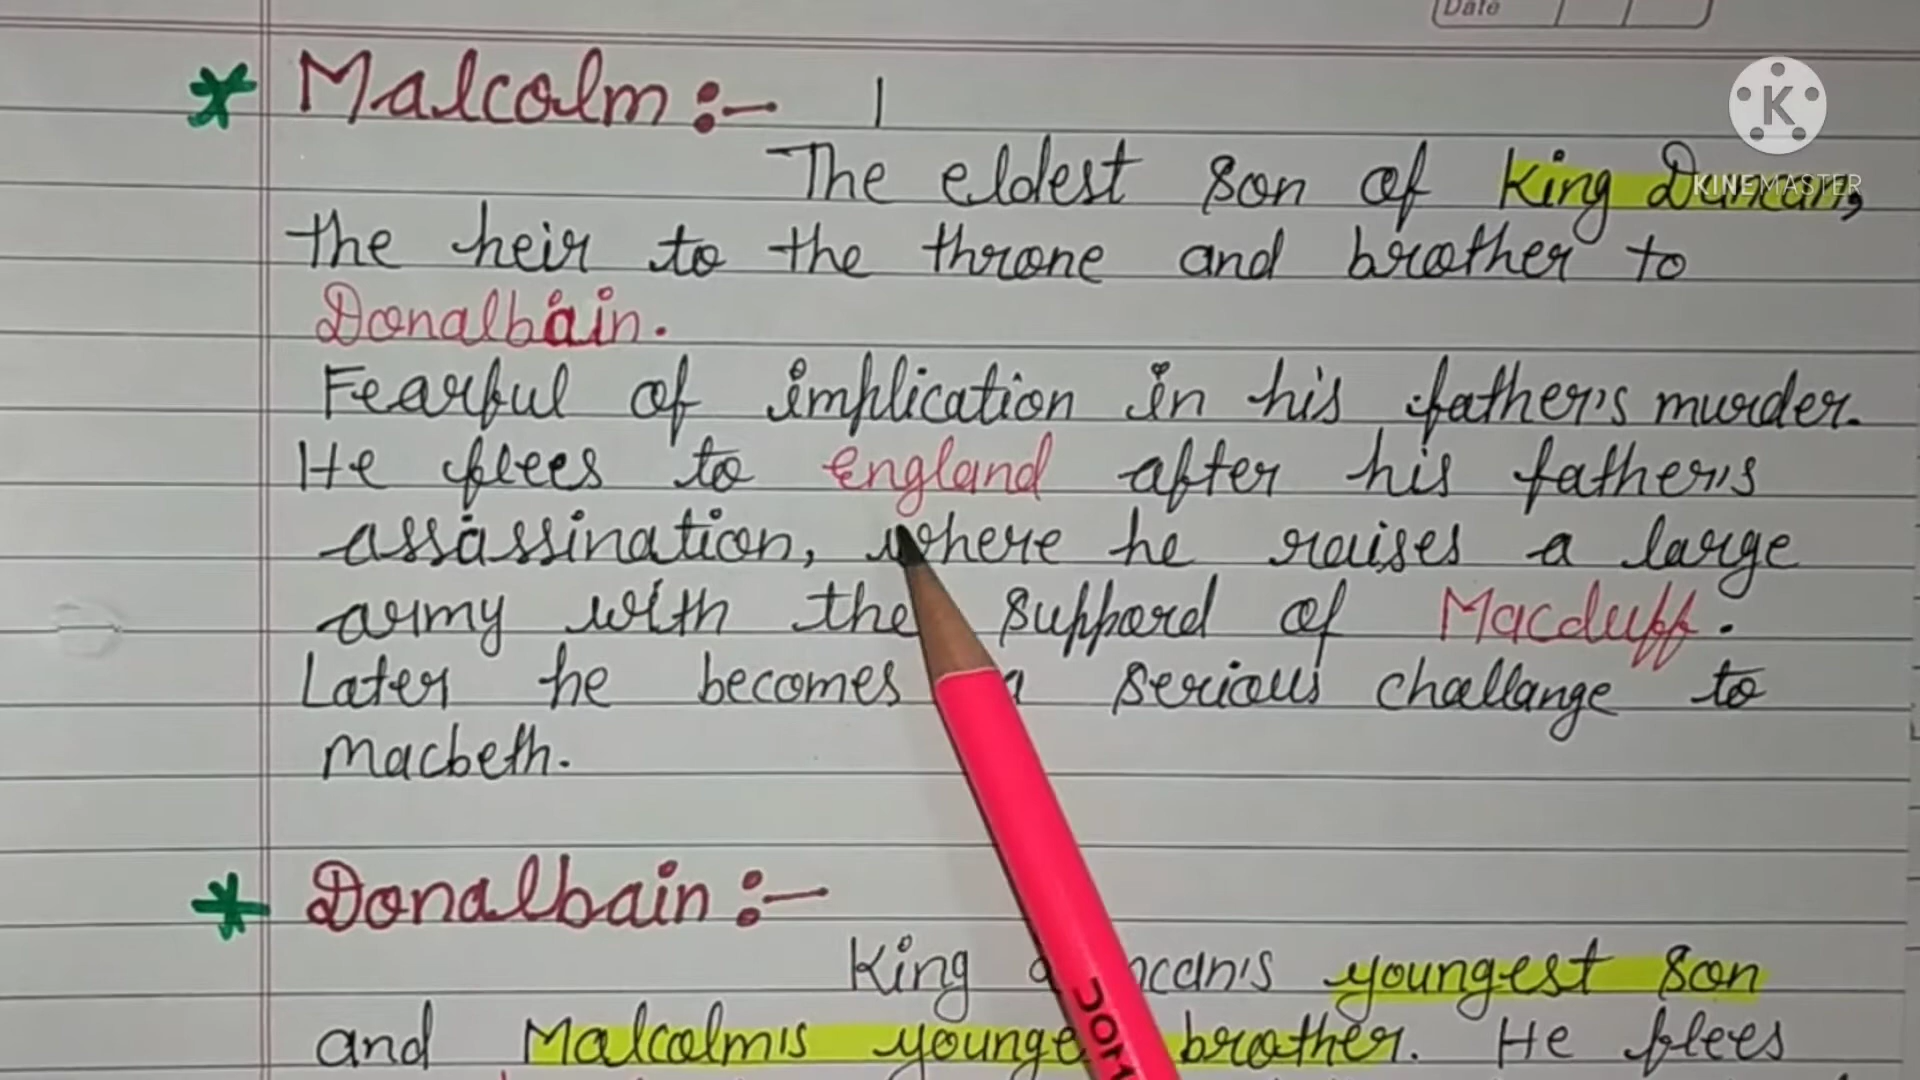 Date
* Malcolm :-
K
The eldest son of King Duncan,
KINEMASTER
the heir to the throne and brother to
Donalbain.
Fearful of implication in his father's murder.
He flees to England after his father's
assassination, where he raises a large
army with the suppord of Macduff.
Later he becomes a serious challange to
Macbeth.
* Donalbain :-
King youngest son
and Malcolm's brother. He flees
DOM